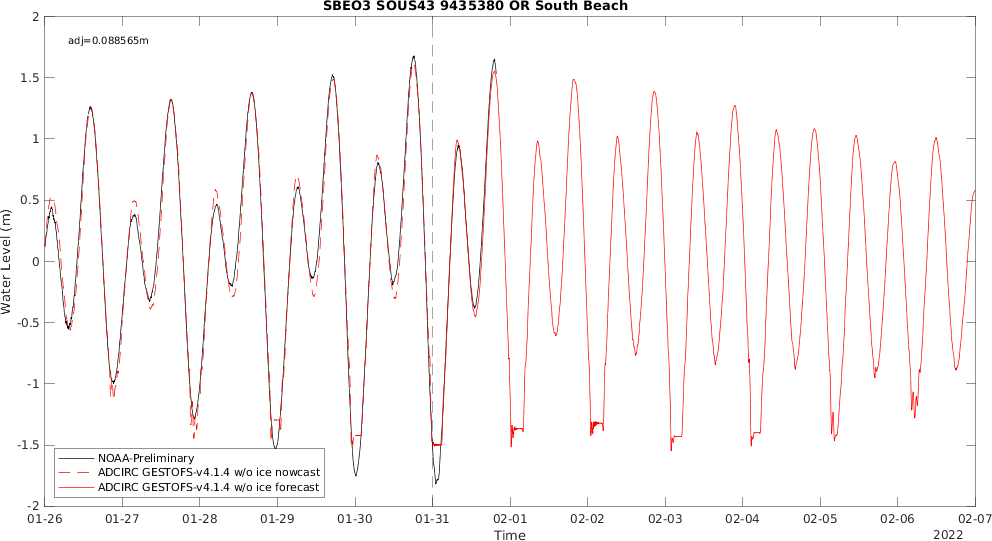 SBEO3 SOUS43 9435380 OR South Beach
adj=0.088565m
2
1.5
1
0.5
0
-0.5
-1
-1.5
-2
Water Level (m)
NOAA-Preliminary
ADCIRC GESTOFS-v4.1.4 w/o ice nowcast
ADCIRC GESTOFS-v4.1.4 w/o ice forecast
01-26 01-27 01-28 01-29 01-30 01-31 02-01 02-02 02-03 02-04 02-05 02-06 02-07
Time
2022